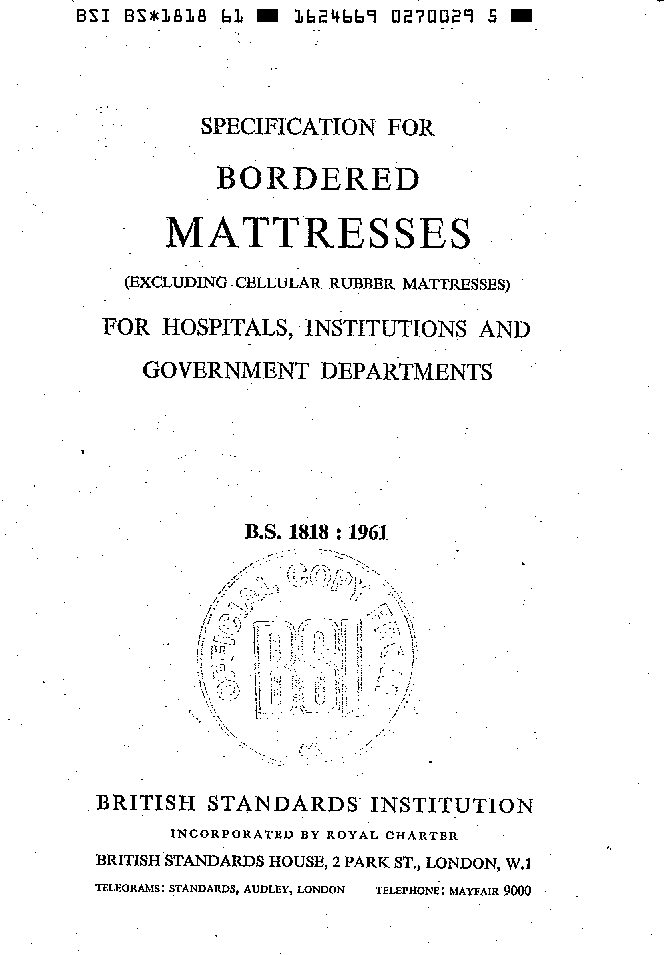 BSI BS*1818 61 ■ 1624669 0270029 5 ■
SPECIFICATION FOR
BORDERED
MATTRESSES
(EXCLUDING CELLULAR RUBBER MATTRESSES)
FOR HOSPITALS, INSTITUTIONS AND
GOVERNMENT DEPARTMENTS
B.S. 1818 : 1961
OFFICIAL COPY
BRITISH STANDARDS INSTITUTION
INCORPORATED BY ROYAL CHARTER
BRITISH STANDARDS HOUSE, 2 PARK ST., LONDON, W.1
TELEGRAMS: STANDARDS, AUDLEY, LONDON TELEPHONE: MAYFAIR 9000